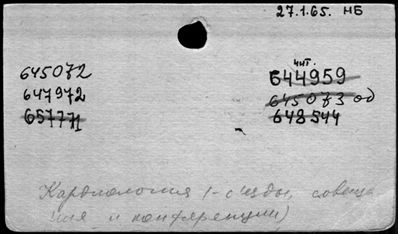 27.1.65. НБ
645072
647972
657771
чит.
644959
645073 од
648544
Кардиология (-съезды, совеща
ния и конференции)